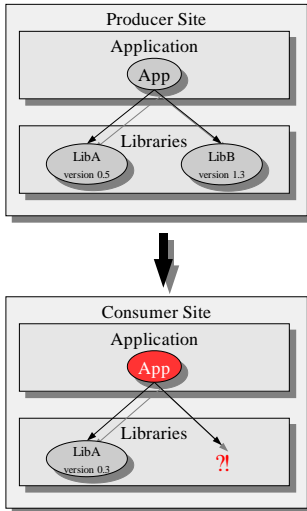 Producer Site
Application
App
Libraries
LibA
version 0.5
LibB
version 1.3
Consumer Site
Application
App
Libraries
LibA
version 0.3
?!